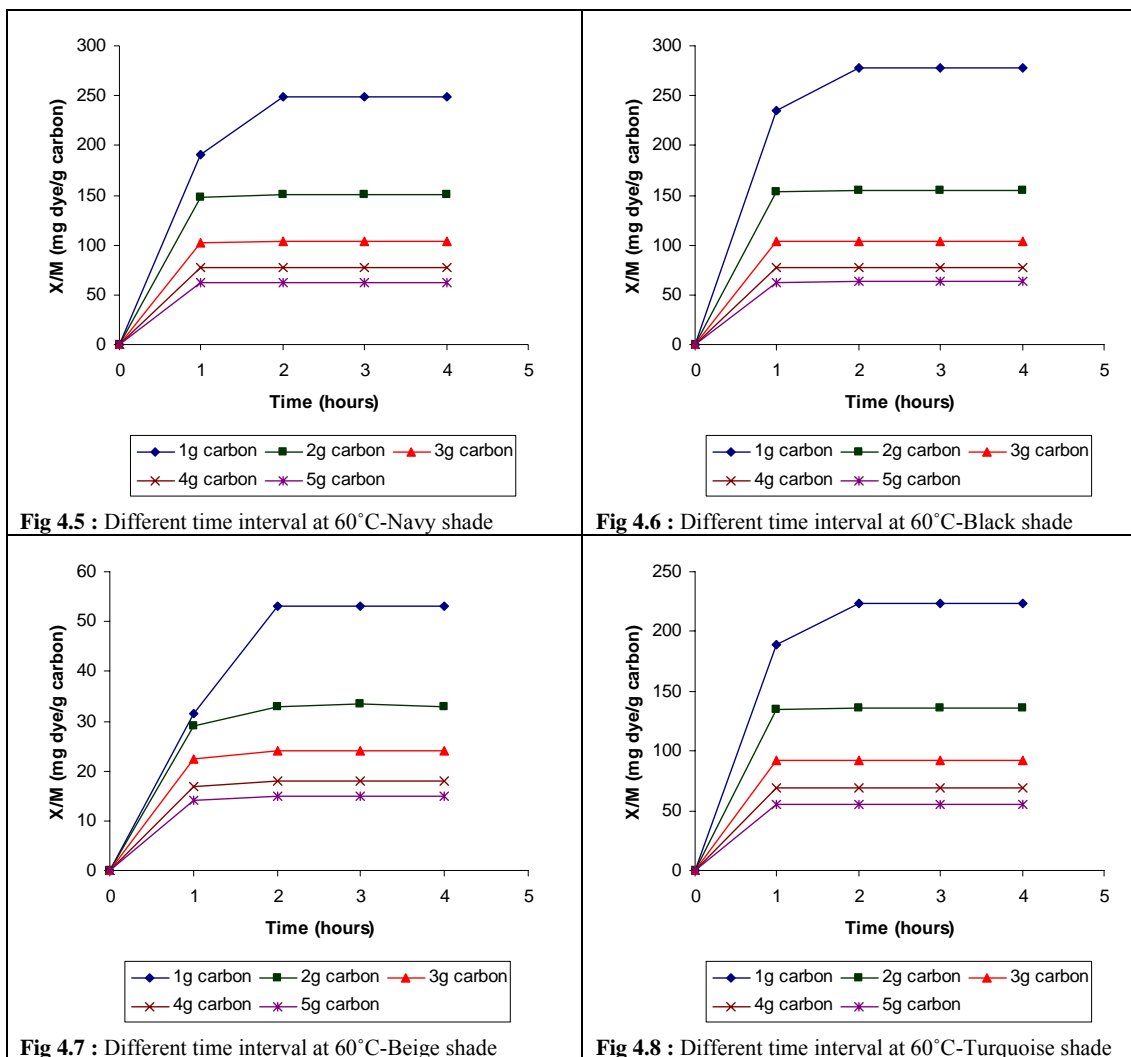 300
250
200
150
100
50
0
X/M (mg dye/g carbon)
0 1 2 3 4 5
Time (hours)
1g carbon 2g carbon 3g carbon
4g carbon 5g carbon
Fig 4.5 : Different time interval at 60˚C-Navy shade
300
250
200
150
100
50
0
X/M (mg dye/g carbon)
0 1 2 3 4 5
Time (hours)
1g carbon 2g carbon 3g carbon
4g carbon 5g carbon
Fig 4.6 : Different time interval at 60˚C-Black shade
60
50
40
30
20
10
0
X/M (mg dye/g carbon)
0 1 2 3 4 5
Time (hours)
1g carbon 2g carbon 3g carbon
4g carbon 5g carbon
Fig 4.7 : Different time interval at 60˚C-Beige shade
250
200
150
100
50
0
X/M (mg dye/g carbon)
0 1 2 3 4 5
Time (hours)
1g carbon 2g carbon 3g carbon
4g carbon 5g carbon
Fig 4.8 : Different time interval at 60˚C-Turquoise shade